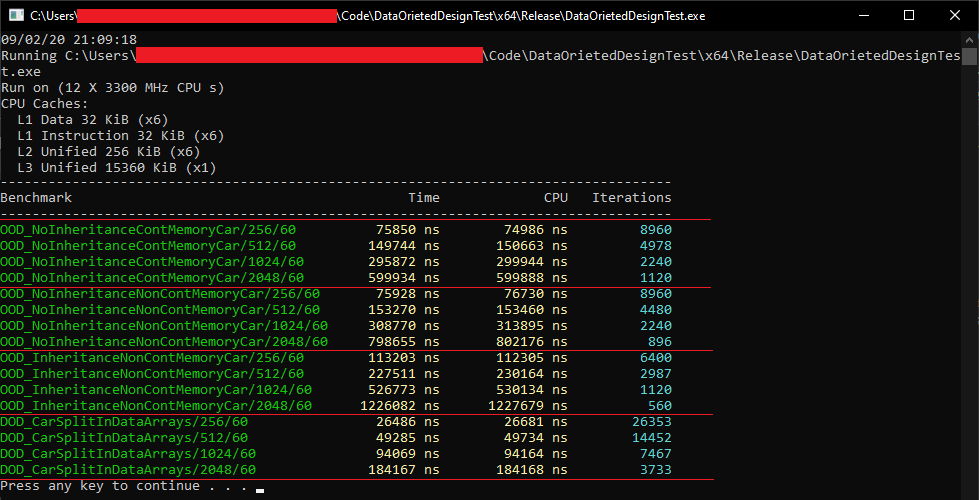 C:\Users\ \Code\DataOrietedDesignTest\x64\Release\DataOrietedDesignTest.exe
09/02/20 21:09:18
Running C:\Users\ \Code\DataOrietedDesignTest\x64\Release\DataOrietedDesignTes
t.exe
Run on (12 X 3300 MHz CPU s)
CPU Caches:
L1 Data 32 KiB (x6)
L1 Instruction 32 KiB (x6)
L2 Unified 256 KiB (x6)
L3 Unified 15360 KiB (x1)
------------------------------------------------------------------------------------
Benchmark Time CPU Iterations
------------------------------------------------------------------------------------
OOD_NoInheritanceContMemoryCar/256/60 75850 ns 74986 ns 8960
OOD_NoInheritanceContMemoryCar/512/60 149744 ns 150663 ns 4978
OOD_NoInheritanceContMemoryCar/1024/60 295872 ns 299944 ns 2240
OOD_NoInheritanceContMemoryCar/2048/60 599934 ns 599888 ns 1120
OOD_NoInheritanceNonContMemoryCar/256/60 75928 ns 76730 ns 8960
OOD_NoInheritanceNonContMemoryCar/512/60 153270 ns 153460 ns 4480
OOD_NoInheritanceNonContMemoryCar/1024/60 308770 ns 313895 ns 2240
OOD_NoInheritanceNonContMemoryCar/2048/60 798655 ns 802176 ns 896
OOD_InheritanceNonContMemoryCar/256/60 113203 ns 112305 ns 6400
OOD_InheritanceNonContMemoryCar/512/60 227511 ns 230164 ns 2987
OOD_InheritanceNonContMemoryCar/1024/60 526773 ns 530134 ns 1120
OOD_InheritanceNonContMemoryCar/2048/60 1226082 ns 1227679 ns 560
DOD_CarSplitInDataArrays/256/60 26486 ns 26681 ns 26353
DOD_CarSplitInDataArrays/512/60 49285 ns 49734 ns 14452
DOD_CarSplitInDataArrays/1024/60 94069 ns 94164 ns 7467
DOD_CarSplitInDataArrays/2048/60 184167 ns 184168 ns 3733
Press any key to continue . . .